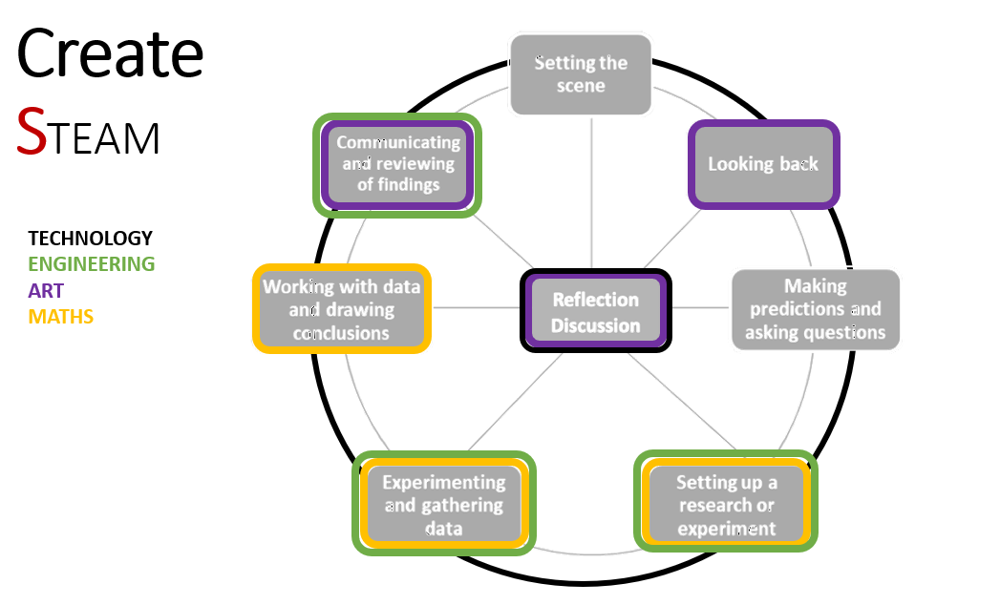 Create
STEAM
TECHNOLOGY
ENGINEERING
ART
MATHS
Setting the
scene
Looking back
Making
predictions and
asking questions
Setting up a
research or
experiment
Experimenting
and gathering
data
Working with data
and drawing
conclusions
Communicating
and reviewing
of findings
Reflection
Discussion